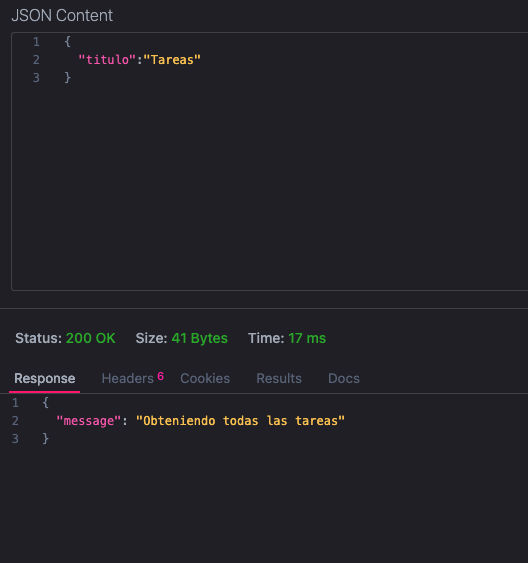 JSON Content
1 {
2 "titulo":"Tareas"
3 }
Status: 200 OK Size: 41 Bytes Time: 17 ms
Response Headers 6 Cookies Results Docs
1 {
2 "message": "Obteniendo todas las tareas"
3 }